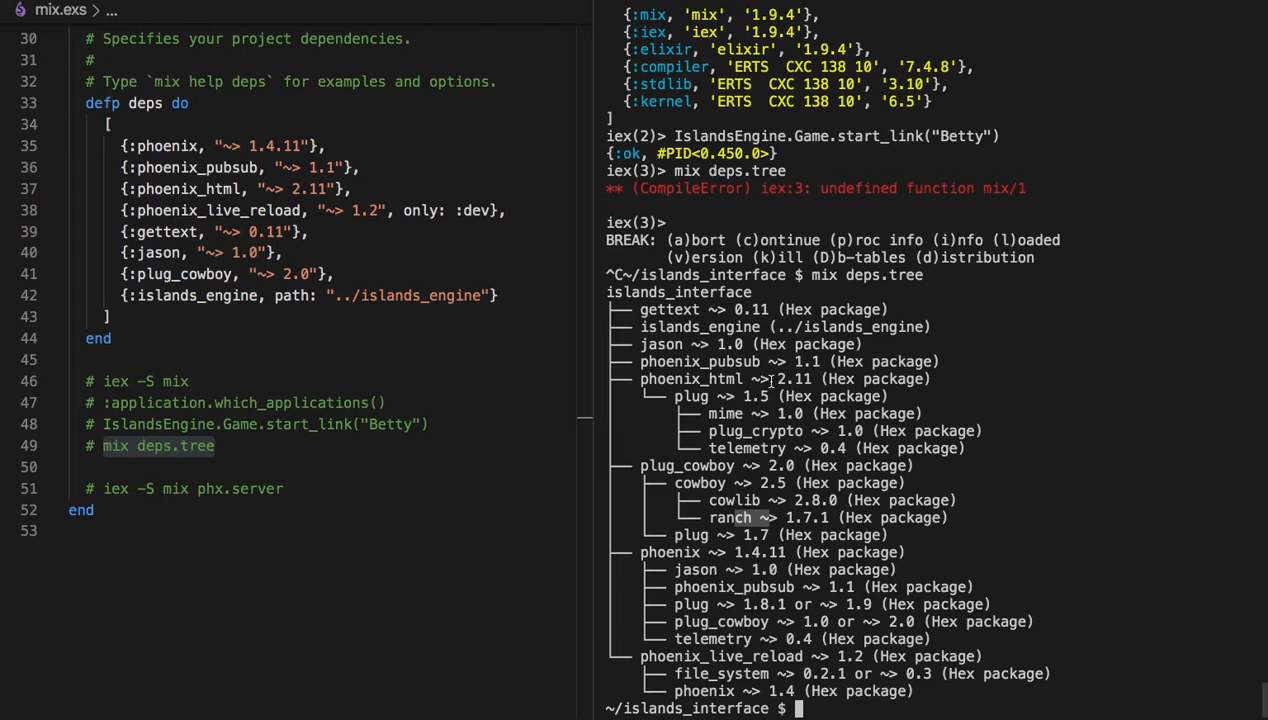 mix.exs > ...
30 # Specifies your project dependencies.
31 #
32 # Type `mix help deps` for examples and options.
33 defp deps do
34 [
35 {:phoenix, "~> 1.4.11"},
36 {:phoenix_pubsub, "~> 1.1"},
37 {:phoenix_html, "~> 2.11"},
38 {:phoenix_live_reload, "~> 1.2", only: :dev},
39 {:gettext, "~> 0.11"},
40 {:jason, "~> 1.0"},
41 {:plug_cowboy, "~> 2.0"},
42 {:islands_engine, path: "../islands_engine"}
43 ]
44 end
45
46 # iex -S mix
47 # :application.which_applications()
48 # IslandsEngine.Game.start_link("Betty")
49 # mix deps.tree
50
51 # iex -S mix phx.server
52 end
53
{:mix, 'mix', '1.9.4'},
{:iex, 'iex', '1.9.4'},
{:elixir, 'elixir', '1.9.4'},
{:compiler, 'ERTS  CXC 138 10', '7.4.8'},
{:stdlib, 'ERTS  CXC 138 10', '3.10'},
{:kernel, 'ERTS  CXC 138 10', '6.5'}
]
iex(2)> IslandsEngine.Game.start_link("Betty")
{:ok, #PID<0.450.0>}
iex(3)> mix deps.tree
** (CompileError) iex:3: undefined function mix/1
iex(3)>
BREAK: (a)bort (c)ontinue (p)roc info (i)nfo (l)oaded
(v)ersion (k)ill (D)b-tables (d)istribution
^C~/islands_interface $ mix deps.tree
islands_interface
├── gettext ~> 0.11 (Hex package)
├── islands_engine (../islands_engine)
├── jason ~> 1.0 (Hex package)
├── phoenix_pubsub ~> 1.1 (Hex package)
├── phoenix_html ~> 2.11 (Hex package)
│   └── plug ~> 1.5 (Hex package)
│       ├── mime ~> 1.0 (Hex package)
│       ├── plug_crypto ~> 1.0 (Hex package)
│       └── telemetry ~> 0.4 (Hex package)
├── plug_cowboy ~> 2.0 (Hex package)
│   ├── cowboy ~> 2.5 (Hex package)
│   │   ├── cowlib ~> 2.8.0 (Hex package)
│   │   └── ranch ~> 1.7.1 (Hex package)
│   └── plug ~> 1.7 (Hex package)
├── phoenix ~> 1.4.11 (Hex package)
│   ├── jason ~> 1.0 (Hex package)
│   ├── phoenix_pubsub ~> 1.1 (Hex package)
│   ├── plug ~> 1.8.1 or ~> 1.9 (Hex package)
│   ├── plug_cowboy ~> 1.0 or ~> 2.0 (Hex package)
│   └── telemetry ~> 0.4 (Hex package)
└── phoenix_live_reload ~> 1.2 (Hex package)
    ├── file_system ~> 0.2.1 or ~> 0.3 (Hex package)
    └── phoenix ~> 1.4 (Hex package)
~/islands_interface $